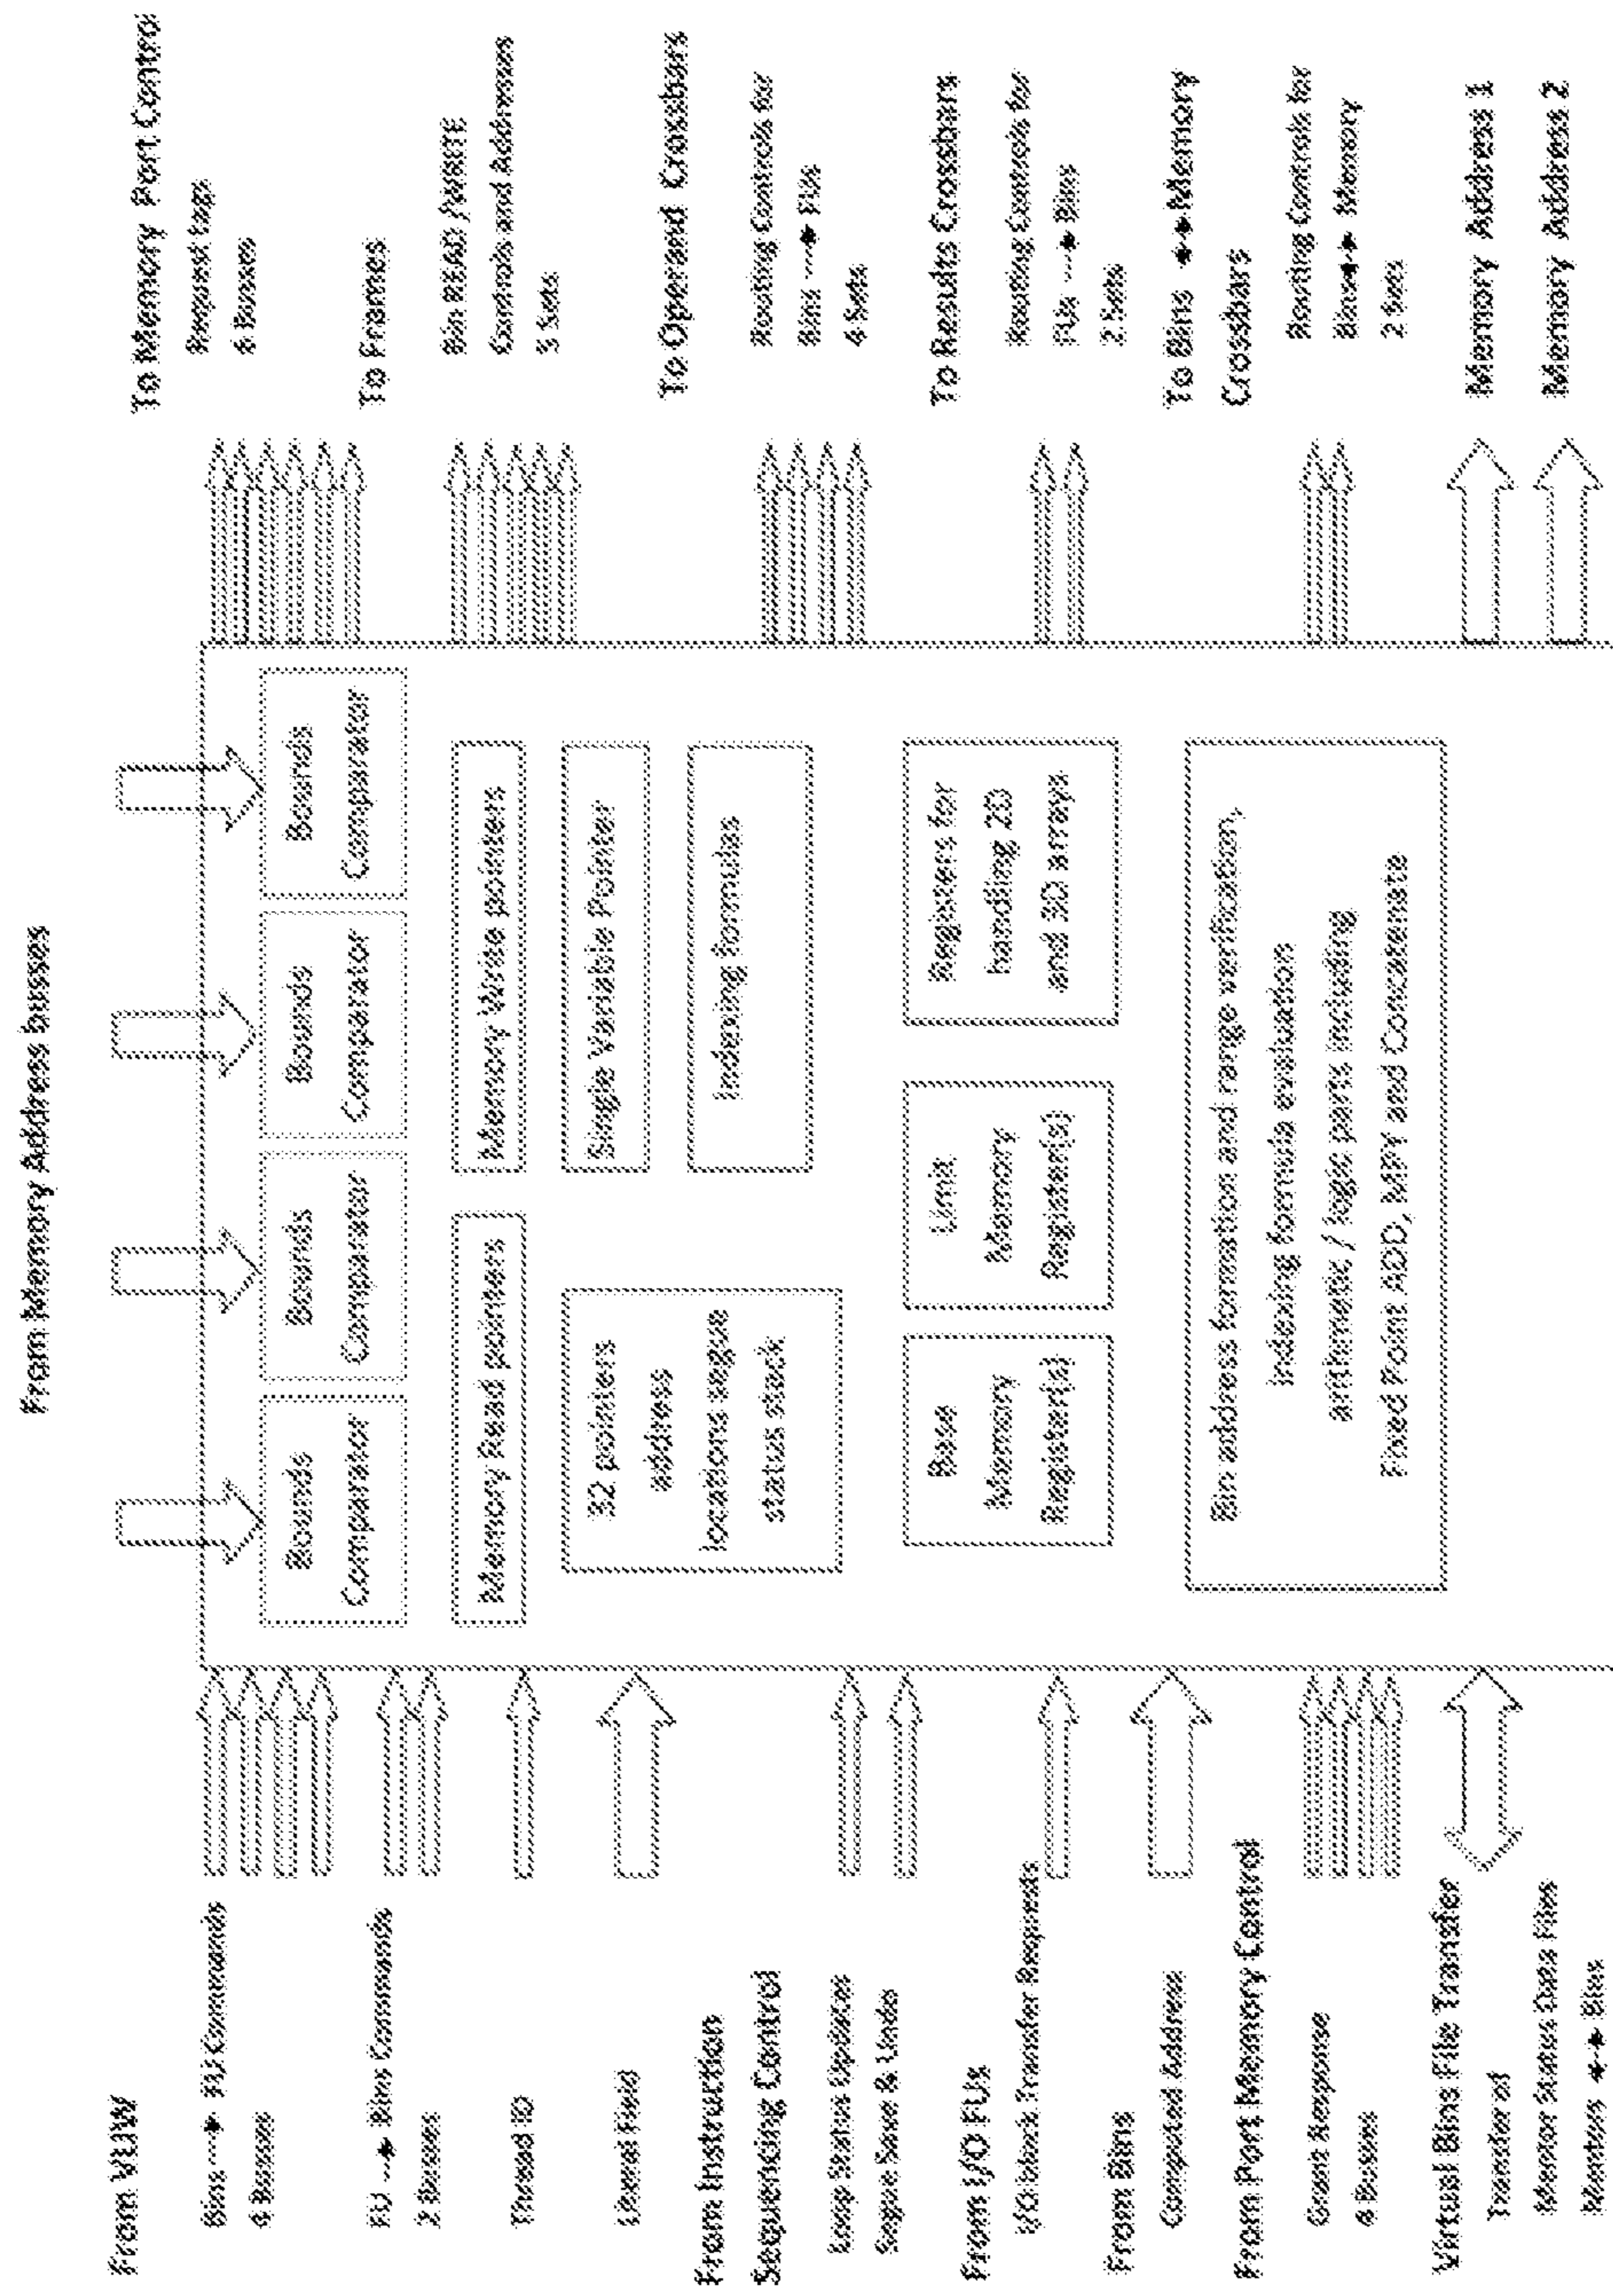 From Memory Address busses
From VLIW
Bins ⇢ FU Commands
4 Busses
FU ⇢ Bins Commands
2 Busses
Thread ID
Literal Field
From Instruction
Sequencing Control
Loop Status Updates
Segue Save & Undo
From I/O FUs
I/O block Transfer Requests
From Bins
Computed Address
From Port Memory Control
Grant Response
4 Busses
Virtual Bins File Transfer
Transfer of
Mentor Status Data Files
Mentors ↔ Bins
Bounds
Comparator
Bounds
Comparator
Bounds
Comparator
Bounds
Comparator
Memory Read pointers
Memory Write pointers
32 pointers
address
locations segue
status stack
Single Variable Pointer
Indexing formulas
Base
Memory
Register(s)
Limit
Memory
Register(s)
Registers for
handling 2D
and 3D arrays
Bin address formation and range verification,
indexing formula evaluation
arithmetic / logic parts including
Fixed Point ADD, MPY and Concatenate
To Memory Port Control
Request tags
6 Busses
To Frames
Bin READ /WRITE
Controls and Addresses
5 Sets
To Operand Crossbars
Routing Controls for
Bins ⇢ FUs
4 Sets
To Results Crossbars
Routing Controls for
FUs ⇢ Bins
2 Sets
To Bins ↔ Memory
Crossbars
Routing Controls for
Bins ↔ Memory
2 Sets
Memory Address 1
Memory Address 2